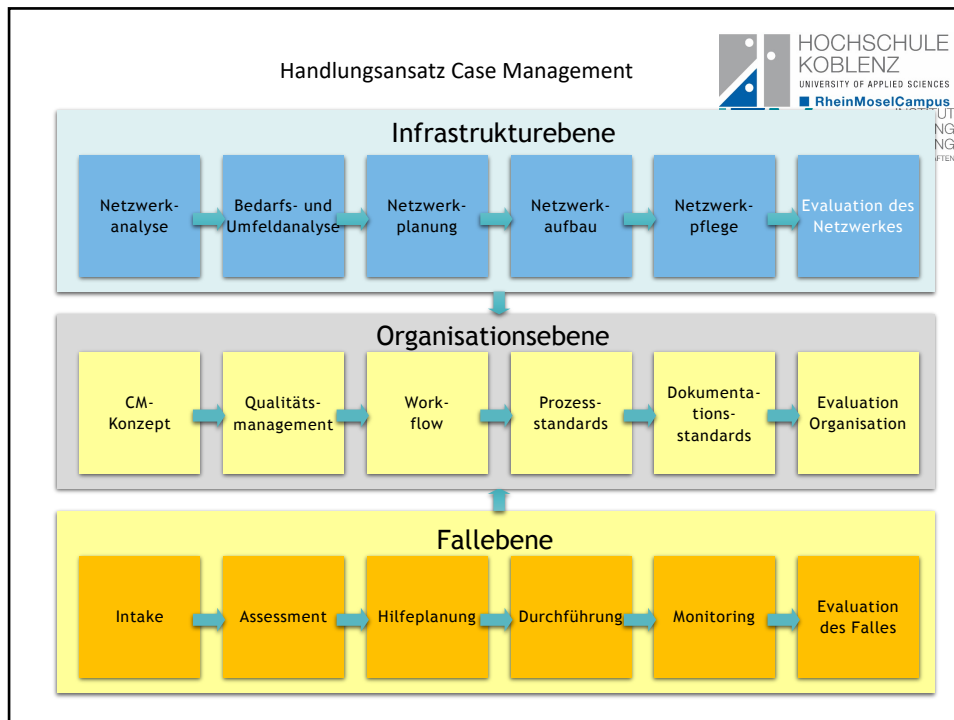 Handlungsansatz Case Management
HOCHSCHULE
KOBLENZ
UNIVERSITY OF APPLIED SCIENCES
RheinMoselCampus
Infrastrukturebene
Netzwerk-
analyse
Bedarfs- und
Umfeldanalyse
Netzwerk-
planung
Netzwerk-
aufbau
Netzwerk-
pflege
Evaluation des
Netzwerkes
Organisationsebene
CM-
Konzept
Qualitäts-
management
Work-
flow
Prozess-
standards
Dokumenta-
tions-
standards
Evaluation
Organisation
Fallebene
Intake
Assessment
Hilfeplanung
Durchführung
Monitoring
Evaluation
des Falles